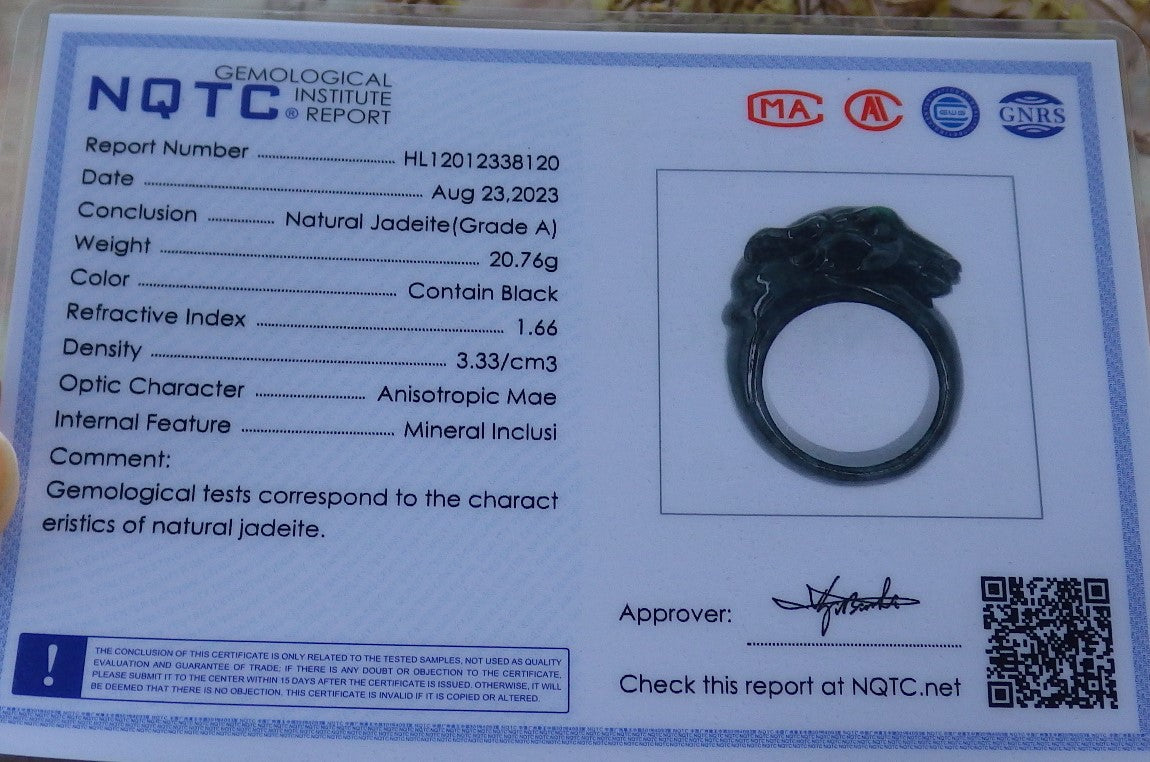 NQTC® GEMOLOGICAL
INSTITUTE
REPORT
MA
GWS
GNRS
Report Number HL12012338120
Date Aug 23,2023
Conclusion Natural Jadeite(Grade A)
Weight 20.76g
Color Contain Black
Refractive Index 1.66
Density 3.33/cm3
Optic Character Anisotropic Mae
Internal Feature Mineral Inclusi
Comment:
Gemological tests correspond to the charact
eristics of natural jadeite.
!
THE CONCLUSION OF THIS CERTIFICATE IS ONLY RELATED TO THE TESTED SAMPLES, NOT USED AS QUALITY
EVALUATION AND GUARANTEE OF TRADE; IF THERE IS ANY DOUBT OR OBJECTION TO THE CERTIFICATE,
PLEASE SUBMIT IT TO THE CENTER WITHIN 15 DAYS AFTER THE CERTIFICATE IS ISSUED. OTHERWISE, IT WILL
BE DEEMED THAT THERE IS NO OBJECTION. THIS CERTIFICATE IS INVALID IF IT IS COPIED OR ALTERED.
Approver:
Check this report at NQTC.net